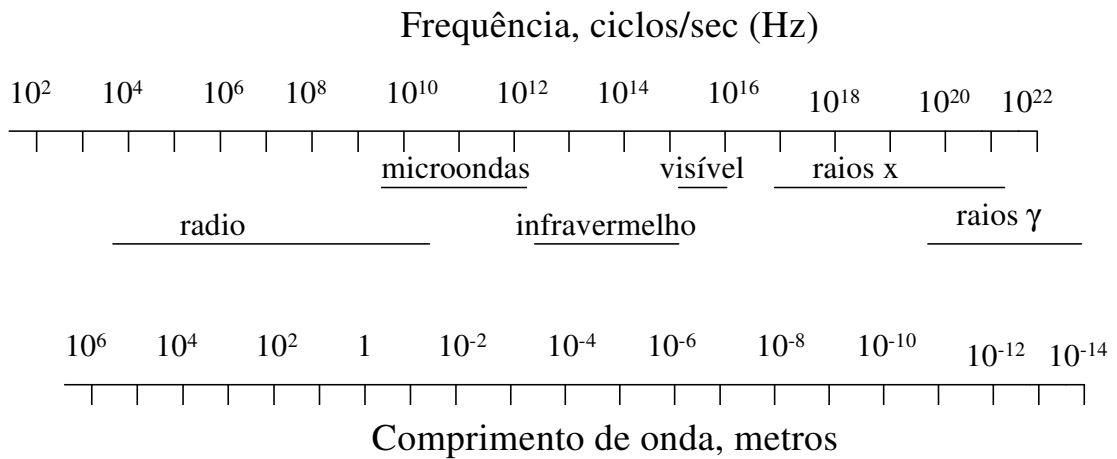 Frequência, ciclos/sec (Hz)
10² 10⁴ 10⁶ 10⁸ 10¹⁰ 10¹² 10¹⁴ 10¹⁶ 10¹⁸ 10²⁰ 10²²
microondas visível raios x
radio infravermelho raios γ
10⁶ 10⁴ 10² 1 10⁻² 10⁻⁴ 10⁻⁶ 10⁻⁸ 10⁻¹⁰ 10⁻¹² 10⁻¹⁴
Comprimento de onda, metros